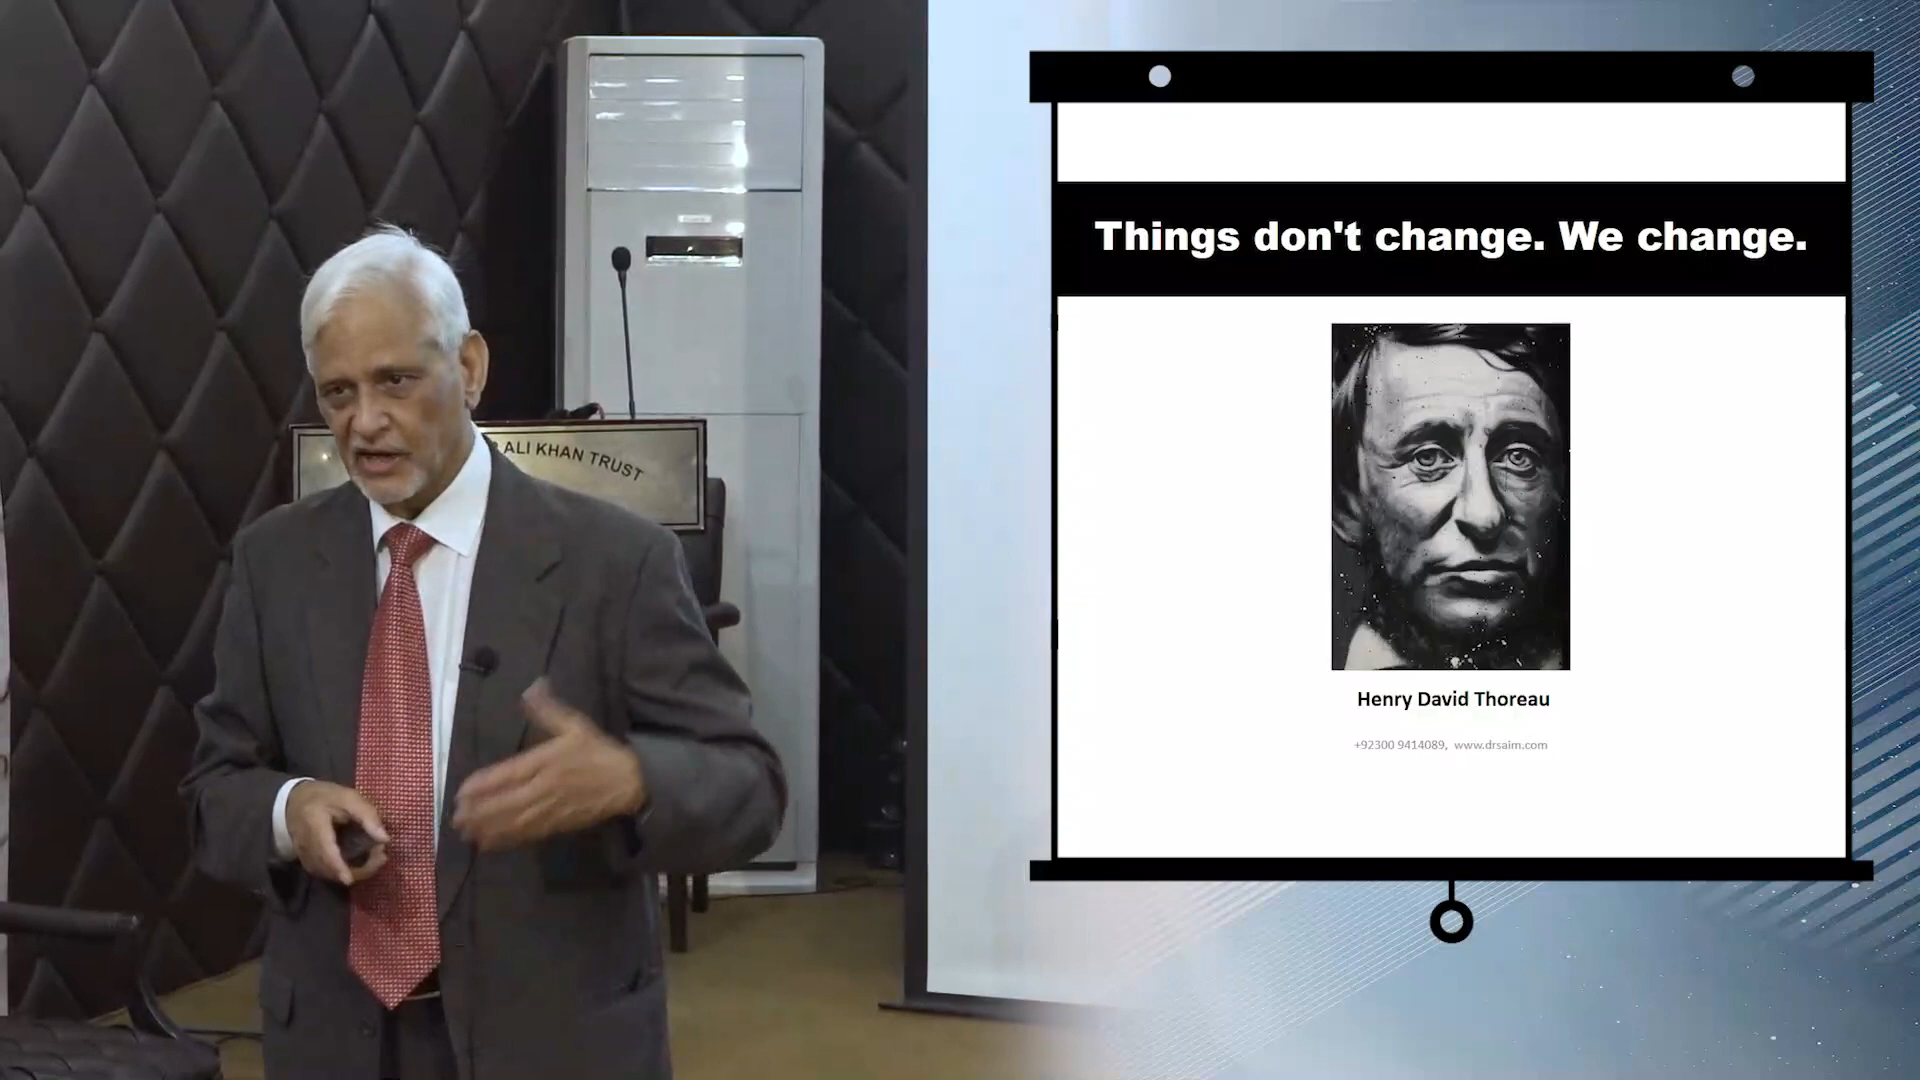 ALI KHAN TRUST
Things don't change. We change.
Henry David Thoreau
+92300 9414089, www.drsaim.com